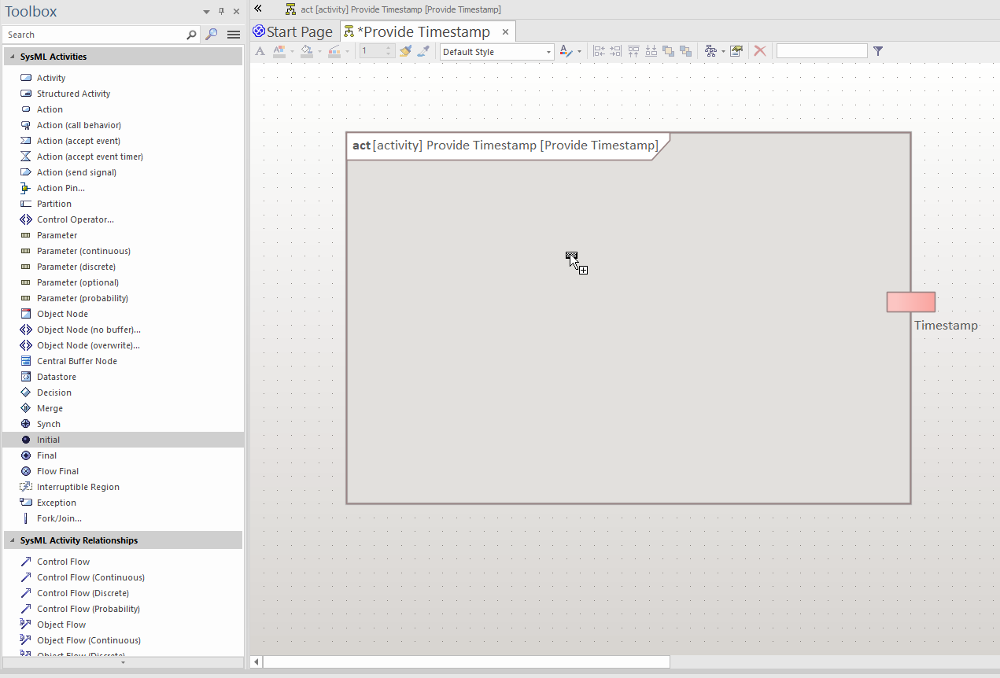 Toolbox
act [activity] Provide Timestamp [Provide Timestamp]
Search
Start Page
*Provide Timestamp
A
1
Default Style
A
SysML Activities
Activity
Structured Activity
Action
Action (call behavior)
Action (accept event)
Action (accept event timer)
Action (send signal)
Action Pin...
Partition
Control Operator...
Parameter
Parameter (continuous)
Parameter (discrete)
Parameter (optional)
Parameter (probability)
Object Node
Object Node (no buffer)...
Object Node (overwrite)...
Central Buffer Node
Datastore
Decision
Merge
Synch
Initial
Final
Flow Final
Interruptible Region
Exception
Fork/Join...
SysML Activity Relationships
Control Flow
Control Flow (Continuous)
Control Flow (Discrete)
Control Flow (Probability)
Object Flow
Object Flow (Continuous)
Object Flow (Discrete)
act [activity] Provide Timestamp [Provide Timestamp]
Timestamp